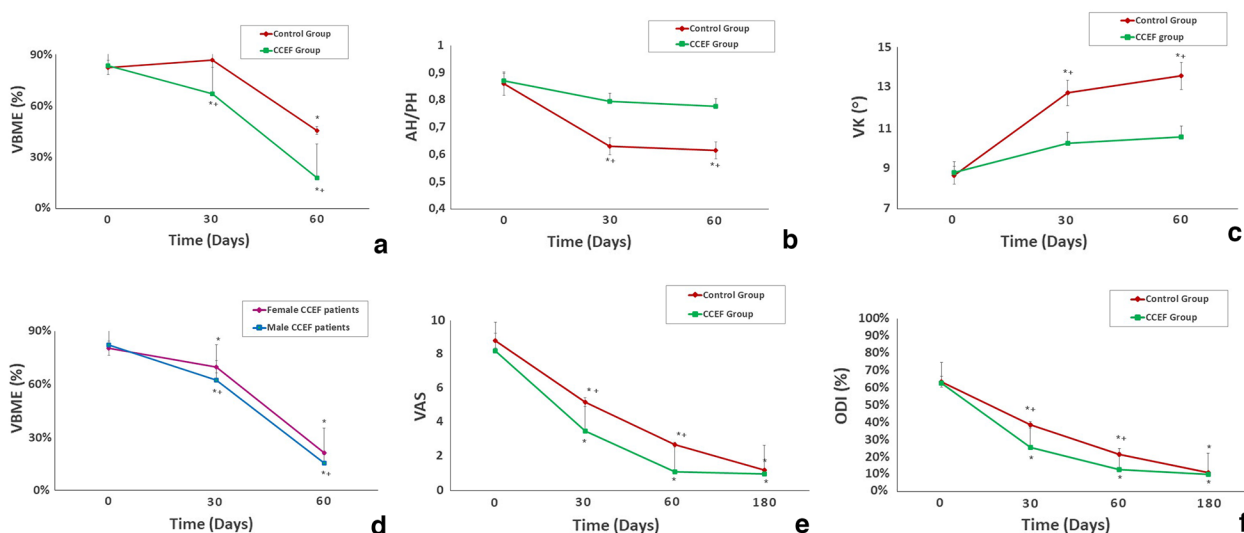 Control Group
CCEF Group
90%
60%
30%
0%
VBME (%)
*+
*
*+
0 30 60
Time (Days)
a
Control Group
CCEF Group
1
0,9
0,8
0,7
0,6
0,5
0,4
AH/PH
*+
*+
0 30 60
Time (Days)
b
Control Group
CCEF group
15
13
11
9
7
VK (°)
*+
*+
0 30 60
Time (Days)
c
Female CCEF patients
Male CCEF patients
90%
60%
30%
0%
VBME (%)
*
*+
*
*+
0 30 60
Time (Days)
d
Control Group
CCEF Group
10
8
6
4
2
0
VAS
*+
*
*+
*
*
*
0 30 60 180
Time (Days)
e
Control Group
CCEF Group
100%
90%
80%
70%
60%
50%
40%
30%
20%
10%
0%
ODI (%)
*+
*
*+
*
*
*
0 30 60 180
Time (Days)
f